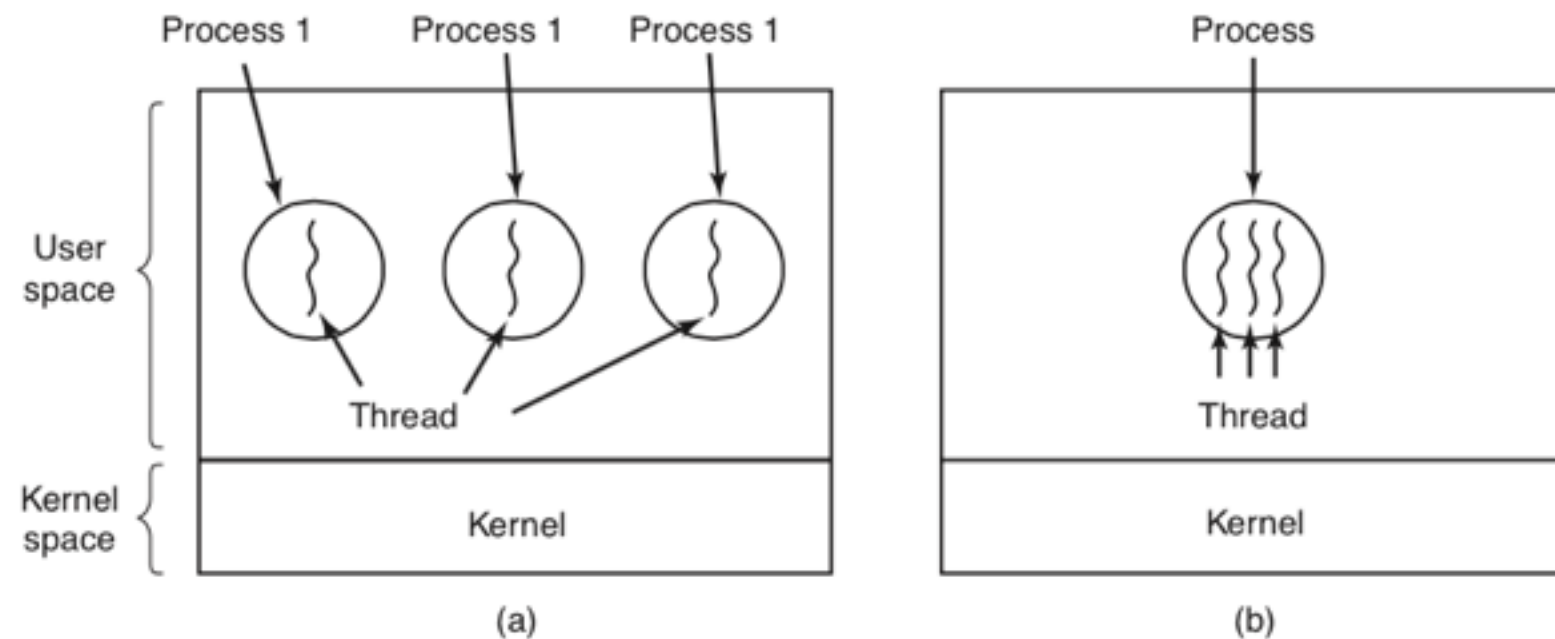 Process 1
Process 1
Process 1
Process
User
space
Thread
Thread
Kernel
space
Kernel
Kernel
(a)
(b)